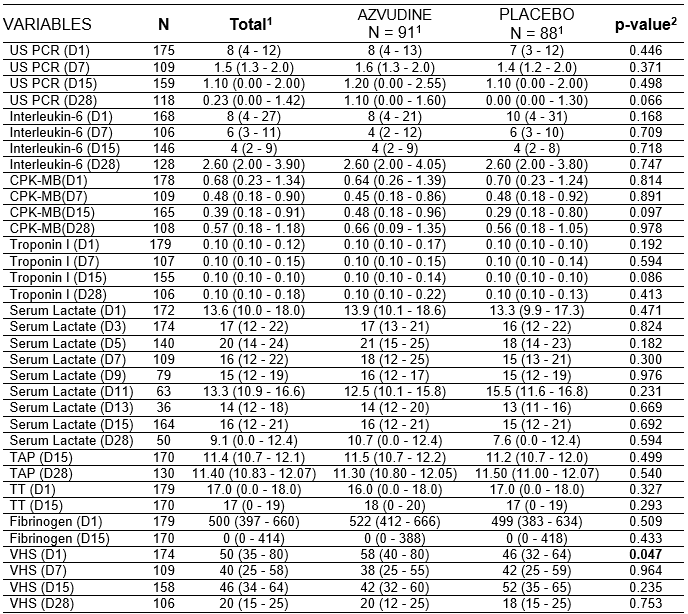 VARIABLES N Total1 AZVUDINE N = 911 PLACEBO N = 881 p-value2
US PCR (D1) 175 8 (4 - 12) 8 (4 - 13) 7 (3 - 12) 0.446
US PCR (D7) 109 1.5 (1.3 - 2.0) 1.6 (1.3 - 2.0) 1.4 (1.2 - 2.0) 0.371
US PCR (D15) 159 1.10 (0.00 - 2.00) 1.20 (0.00 - 2.55) 1.10 (0.00 - 2.00) 0.498
US PCR (D28) 118 0.23 (0.00 - 1.42) 1.10 (0.00 - 1.60) 0.00 (0.00 - 1.30) 0.066
Interleukin-6 (D1) 168 8 (4 - 27) 8 (4 - 21) 10 (4 - 31) 0.168
Interleukin-6 (D7) 106 6 (3 - 11) 4 (2 - 12) 6 (3 - 10) 0.709
Interleukin-6 (D15) 146 4 (2 - 9) 4 (2 - 9) 4 (2 - 8) 0.718
Interleukin-6 (D28) 128 2.60 (2.00 - 3.90) 2.60 (2.00 - 4.05) 2.60 (2.00 - 3.80) 0.747
CPK-MB(D1) 178 0.68 (0.23 - 1.34) 0.64 (0.26 - 1.39) 0.70 (0.23 - 1.24) 0.814
CPK-MB(D7) 109 0.48 (0.18 - 0.90) 0.45 (0.18 - 0.86) 0.48 (0.18 - 0.92) 0.891
CPK-MB(D15) 165 0.39 (0.18 - 0.91) 0.48 (0.18 - 0.96) 0.29 (0.18 - 0.80) 0.097
CPK-MB(D28) 108 0.57 (0.18 - 1.18) 0.66 (0.09 - 1.35) 0.56 (0.18 - 1.05) 0.978
Troponin I (D1) 179 0.10 (0.10 - 0.12) 0.10 (0.10 - 0.17) 0.10 (0.10 - 0.10) 0.192
Troponin I (D7) 107 0.10 (0.10 - 0.15) 0.10 (0.10 - 0.15) 0.10 (0.10 - 0.14) 0.594
Troponin I (D15) 155 0.10 (0.10 - 0.10) 0.10 (0.10 - 0.14) 0.10 (0.10 - 0.10) 0.086
Troponin I (D28) 106 0.10 (0.10 - 0.18) 0.10 (0.10 - 0.22) 0.10 (0.10 - 0.13) 0.413
Serum Lactate (D1) 172 13.6 (10.0 - 18.0) 13.9 (10.1 - 18.6) 13.3 (9.9 - 17.3) 0.471
Serum Lactate (D3) 174 17 (12 - 22) 17 (13 - 21) 16 (12 - 22) 0.824
Serum Lactate (D5) 140 20 (14 - 24) 21 (15 - 25) 18 (14 - 23) 0.182
Serum Lactate (D7) 109 16 (12 - 22) 18 (12 - 25) 15 (13 - 21) 0.300
Serum Lactate (D9) 79 15 (12 - 19) 16 (12 - 17) 15 (12 - 19) 0.976
Serum Lactate (D11) 63 13.3 (10.9 - 16.6) 12.5 (10.1 - 15.8) 15.5 (11.6 - 16.8) 0.231
Serum Lactate (D13) 36 14 (12 - 18) 14 (12 - 20) 13 (11 - 16) 0.669
Serum Lactate (D15) 164 16 (12 - 21) 16 (12 - 21) 15 (12 - 21) 0.692
Serum Lactate (D28) 50 9.1 (0.0 - 12.4) 10.7 (0.0 - 12.4) 7.6 (0.0 - 12.4) 0.594
TAP (D15) 170 11.4 (10.7 - 12.1) 11.5 (10.7 - 12.2) 11.2 (10.7 - 12.0) 0.499
TAP (D28) 130 11.40 (10.83 - 12.07) 11.30 (10.80 - 12.05) 11.50 (11.00 - 12.07) 0.540
TT (D1) 179 17.0 (0.0 - 18.0) 16.0 (0.0 - 18.0) 17.0 (0.0 - 18.0) 0.327
TT (D15) 170 17 (0 - 19) 18 (0 - 20) 17 (0 - 19) 0.293
Fibrinogen (D1) 179 500 (397 - 660) 522 (412 - 666) 499 (383 - 634) 0.509
Fibrinogen (D15) 170 0 (0 - 414) 0 (0 - 388) 0 (0 - 418) 0.433
VHS (D1) 174 50 (35 - 80) 58 (40 - 80) 46 (32 - 64) 0.047
VHS (D7) 109 40 (25 - 58) 38 (25 - 55) 42 (25 - 59) 0.964
VHS (D15) 158 46 (34 - 64) 42 (32 - 60) 52 (35 - 65) 0.235
VHS (D28) 106 20 (15 - 25) 20 (12 - 25) 18 (15 - 25) 0.753